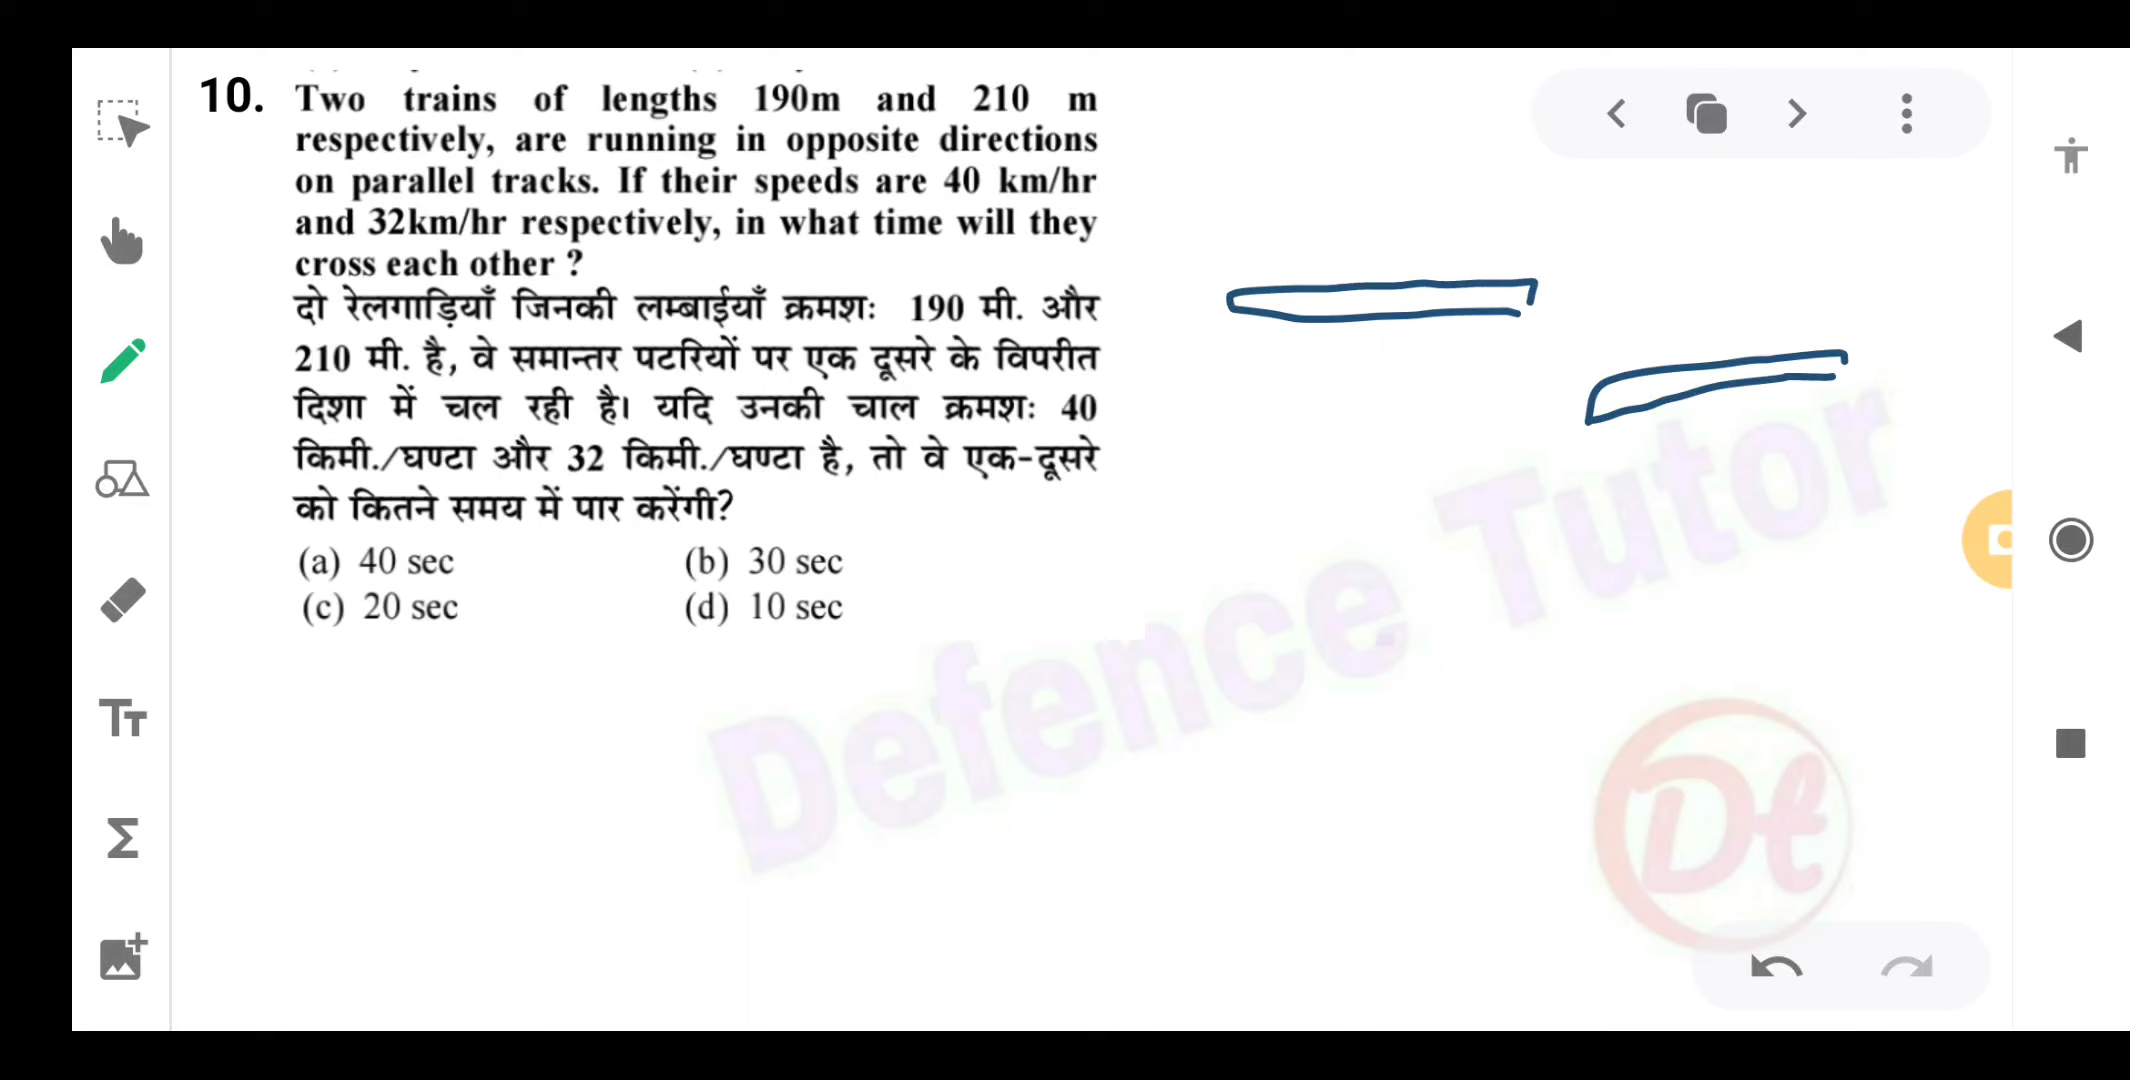 10. Two trains of lengths 190m and 210 m
respectively, are running in opposite directions
on parallel tracks. If their speeds are 40 km/hr
and 32km/hr respectively, in what time will they
cross each other ?
दो रेलगाड़ियाँ जिनकी लम्बाईयाँ क्रमशः 190 मी. और
210 मी. है, वे समान्तर पटरियों पर एक दूसरे के विपरीत
दिशा में चल रही है। यदि उनकी चाल क्रमशः 40
किमी./घण्टा और 32 किमी./घण्टा है, तो वे एक-दूसरे
को कितने समय में पार करेंगी?
(a) 40 sec (b) 30 sec
(c) 20 sec (d) 10 sec
Defence Tutor
Dt
TT
Σ